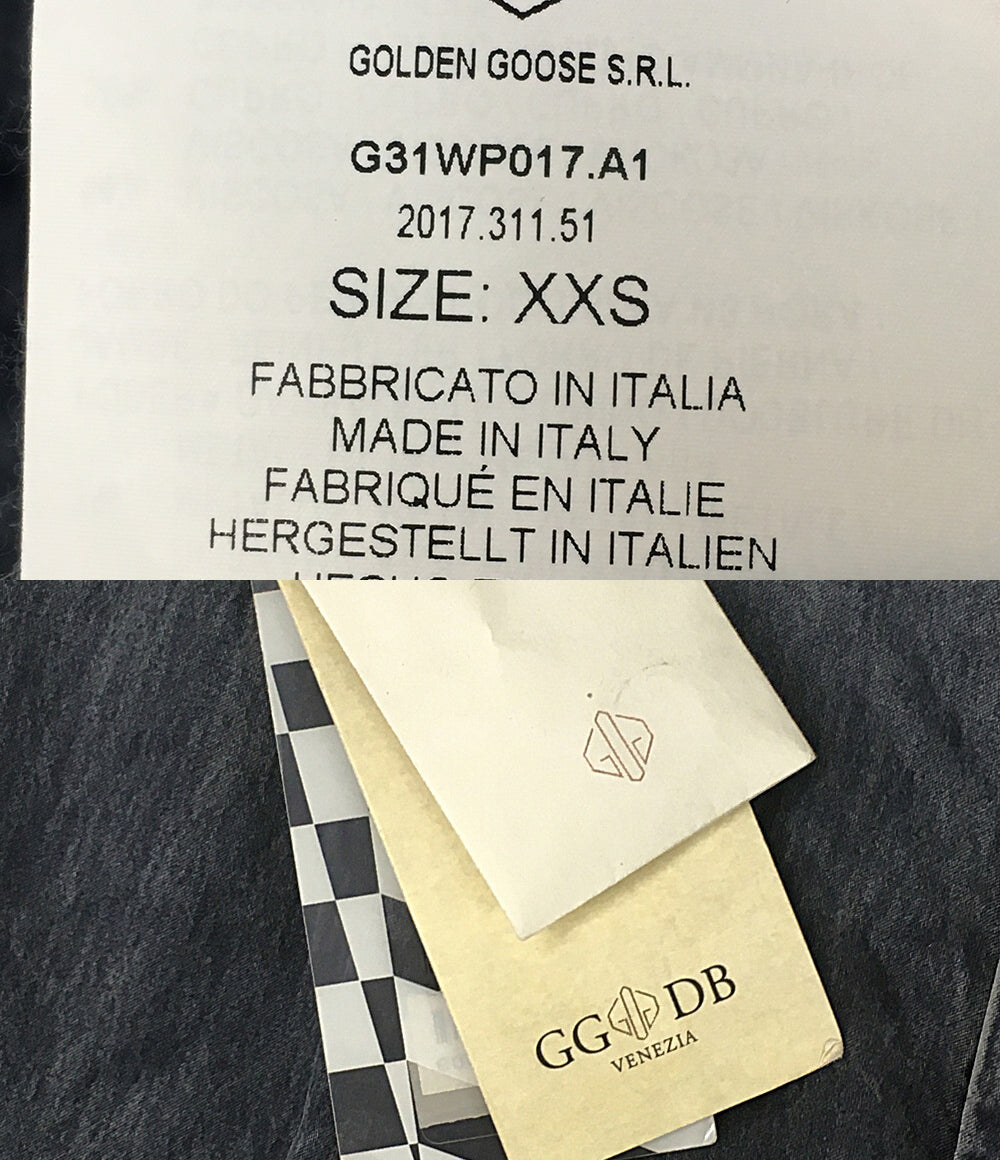 GOLDEN GOOSE S.R.L.
G31WP017.A1
2017.311.51
SIZE: XXS
FABBRICATO IN ITALIA
MADE IN ITALY
FABRIQUÉ EN ITALIE
HERGESTELLT IN ITALIEN
GG DB
VENEZIA